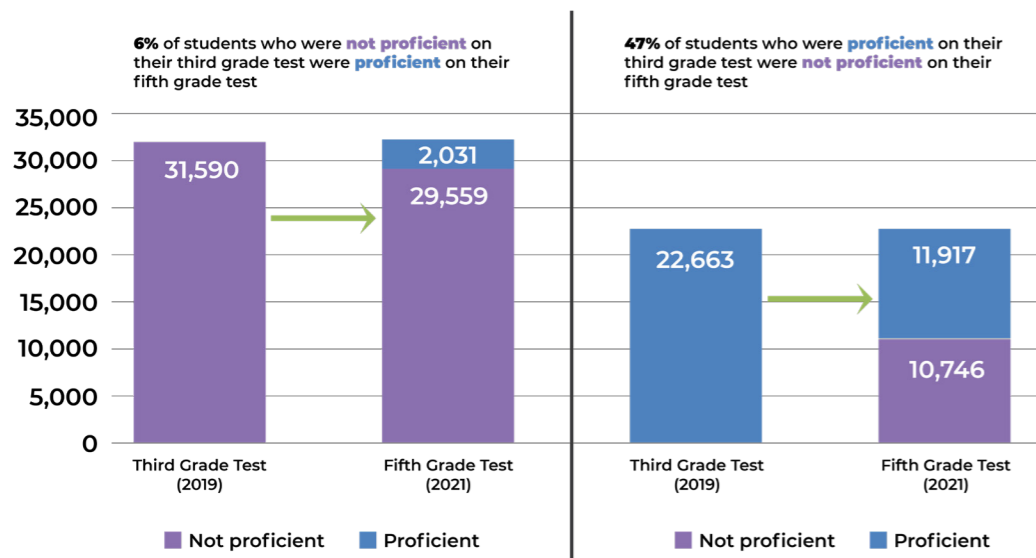 6% of students who were not proficient on
their third grade test were proficient on their
fifth grade test
47% of students who were proficient on their
third grade test were not proficient on their
fifth grade test
35,000
30,000
25,000
20,000
15,000
10,000
5,000
0
31,590
2,031
29,559
22,663
11,917
10,746
Third Grade Test
(2019)
Fifth Grade Test
(2021)
Third Grade Test
(2019)
Fifth Grade Test
(2021)
Not proficient
Proficient
Not proficient
Proficient